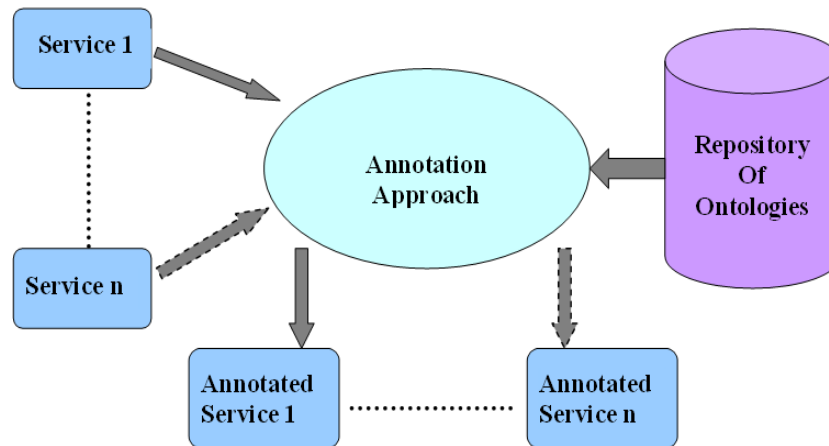 Service 1
Annotation
Approach
Repository
Of
Ontologies
Service n
Annotated
Service 1
Annotated
Service n